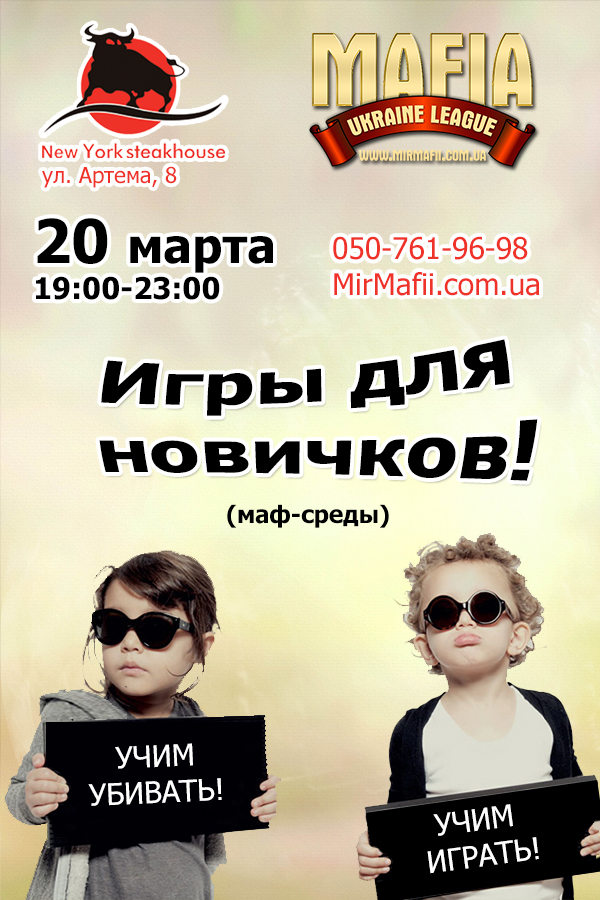 New York steakhouse
ул. Артема, 8
MAFIA
UKRAINE LEAGUE
www.mirmafii.com.ua
20 марта
19:00-23:00
050-761-96-98
MirMafii.com.ua
Игры для
новичков!
(маф-среды)
УЧИМ
УБИВАТЬ!
УЧИМ
ИГРАТЬ!